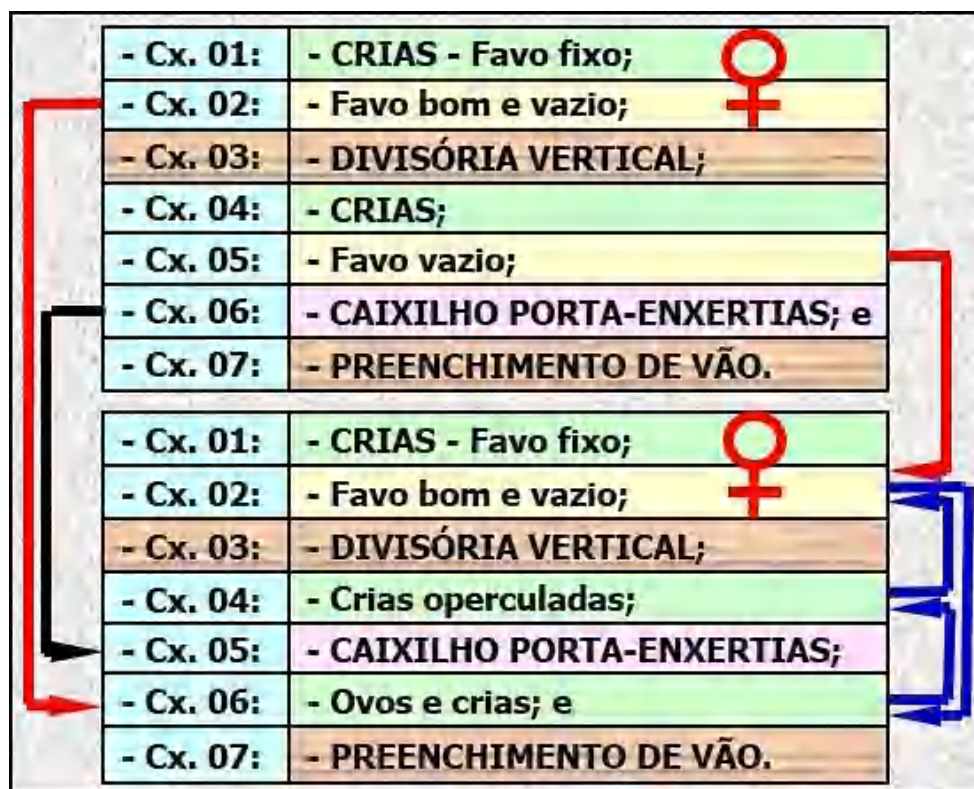 - Cx. 01: - CRIAS - Favo fixo;
- Cx. 02: - Favo bom e vazio;
- Cx. 03: - DIVISÓRIA VERTICAL;
- Cx. 04: - CRIAS;
- Cx. 05: - Favo vazio;
- Cx. 06: - CAIXILHO PORTA-ENXERTIAS; e
- Cx. 07: - PREENCHIMENTO DE VÃO.
- Cx. 01: - CRIAS - Favo fixo;
- Cx. 02: - Favo bom e vazio;
- Cx. 03: - DIVISÓRIA VERTICAL;
- Cx. 04: - Crias operculadas;
- Cx. 05: - CAIXILHO PORTA-ENXERTIAS;
- Cx. 06: - Ovos e crias; e
- Cx. 07: - PREENCHIMENTO DE VÃO.